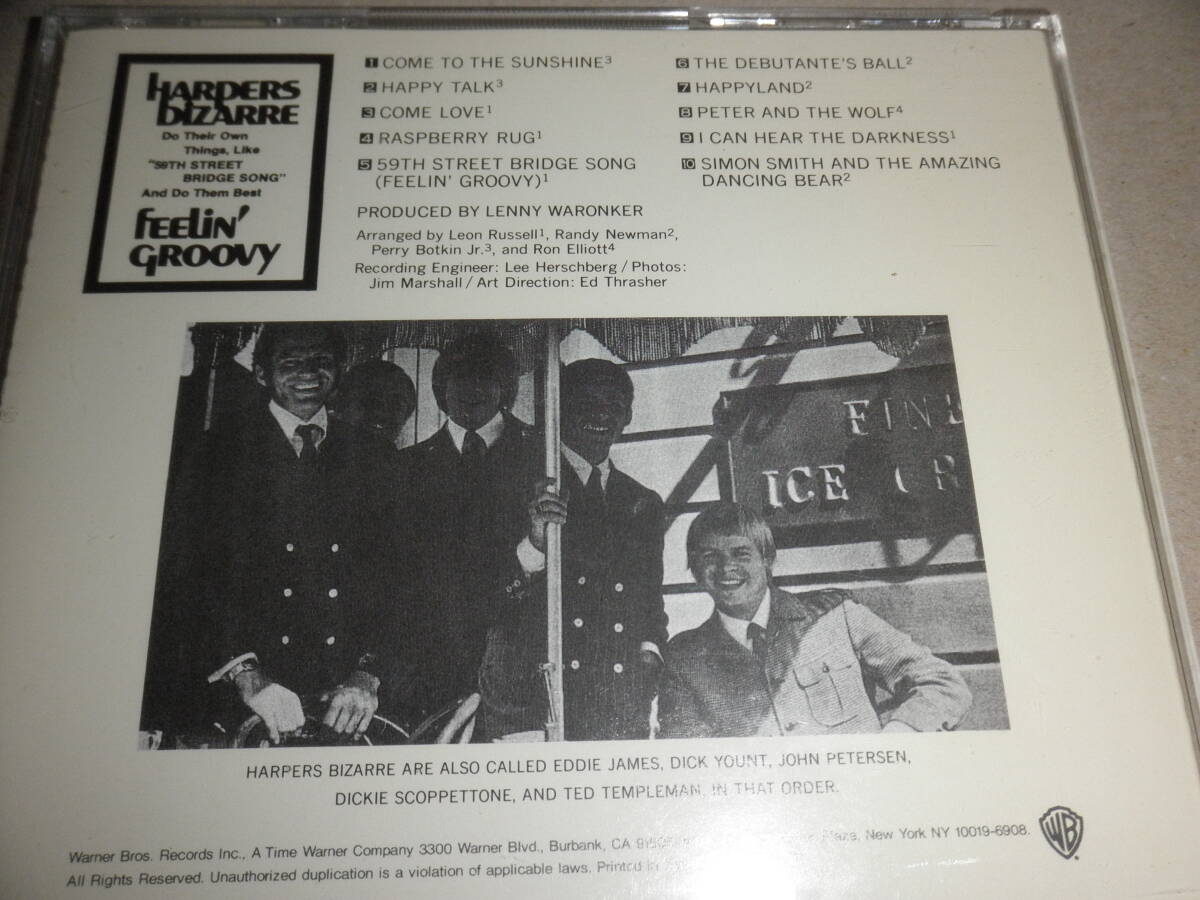 HARPERS
BIZARRE
Do Their Own
Things, Like
"59TH STREET
BRIDGE SONG"
And Do Them Best
FEELIN'
GROOVY
1 COME TO THE SUNSHINE³
2 HAPPY TALK³
3 COME LOVE¹
4 RASPBERRY RUG¹
5 59TH STREET BRIDGE SONG
(FEELIN' GROOVY)¹
6 THE DEBUTANTE'S BALL²
7 HAPPYLAND²
8 PETER AND THE WOLF⁴
9 I CAN HEAR THE DARKNESS¹
10 SIMON SMITH AND THE AMAZING
DANCING BEAR²
PRODUCED BY LENNY WARONKER
Arranged by Leon Russell¹, Randy Newman²,
Perry Botkin Jr.³, and Ron Elliott⁴
Recording Engineer: Lee Herschberg / Photos:
Jim Marshall / Art Direction: Ed Thrasher
FINE
ICE CR
HARPERS BIZARRE ARE ALSO CALLED EDDIE JAMES, DICK YOUNT, JOHN PETERSEN,
DICKIE SCOPPETTONE, AND TED TEMPLEMAN, IN THAT ORDER.
Warner Bros. Records Inc., A Time Warner Company 3300 Warner Blvd., Burbank, CA Plaza, New York NY 10019-6908.
All Rights Reserved. Unauthorized duplication is a violation of applicable laws. Printed in
WB